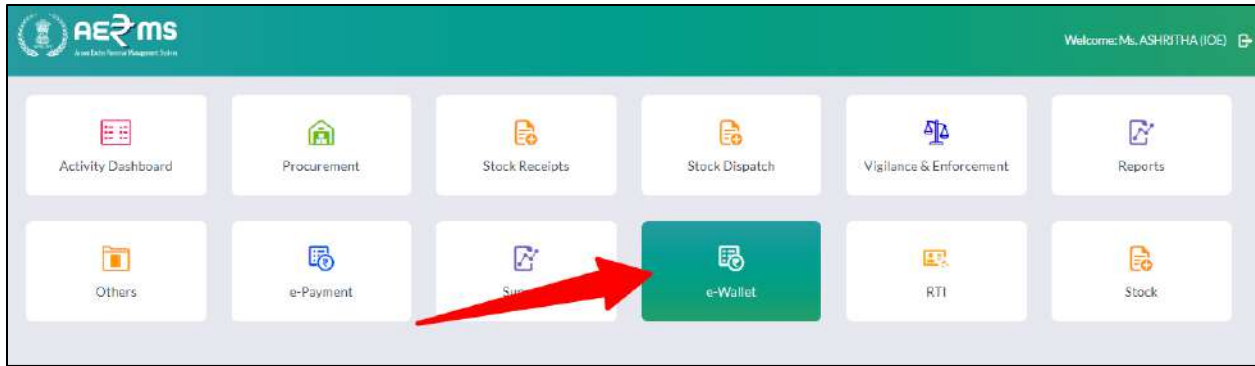 AERMS
Welcome: Ms. ASHRITHA (IOE)
Activity Dashboard
Procurement
Stock Receipts
Stock Dispatch
Vigilance & Enforcement
Reports
Others
e-Payment
e-Wallet
RTI
Stock